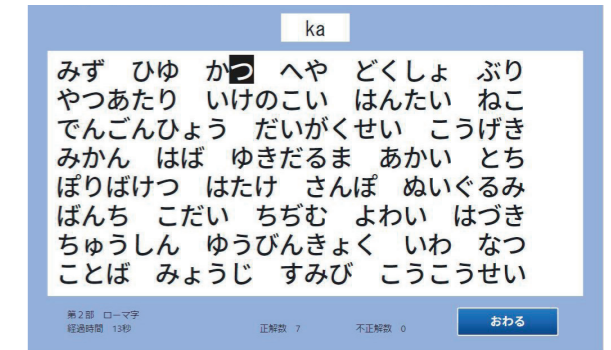 ka
みず　ひゆ　かつ　へや　どくしょ　ぶり
やつあたり　いけのこい　はんたい　ねこ
でんごんひょう　だいがくせい　こうげき
みかん　はば　ゆきだるま　あかい　とち
ぽりばけつ　はたけ　さんぽ　ぬいぐるみ
ばんち　こだい　ちぢむ　よわい　はづき
ちゅうしん　ゆうびんきょく　いわ　なつ
ことば　みょうじ　すみび　こうこうせい
第2部　ローマ字
経過時間　13秒　正解数　7　不正解数　0
おわる